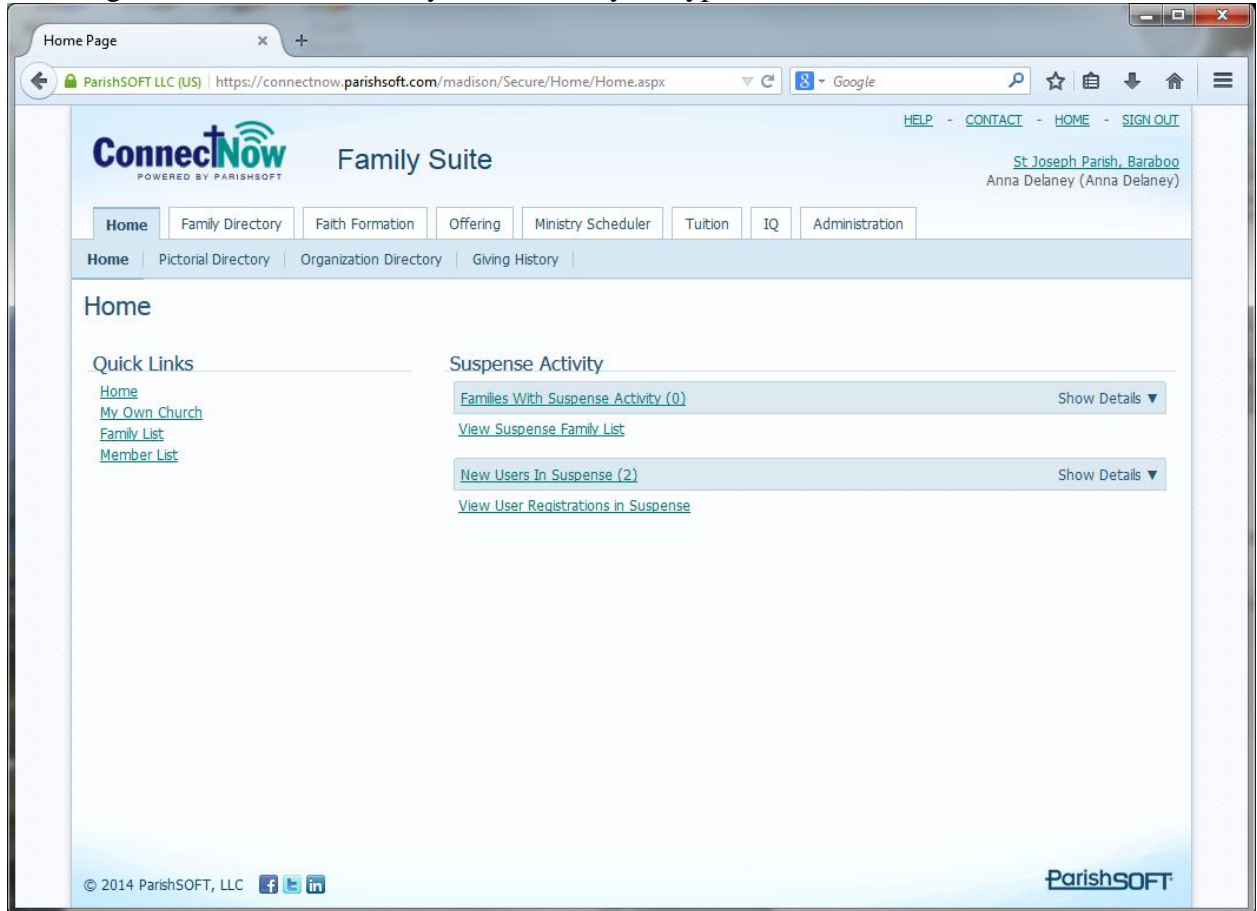 Home Page × +
ParishSOFT LLC (US) https://connectnow.parishsoft.com/madison/Secure/Home/Home.aspx Google
HELP - CONTACT - HOME - SIGN OUT
ConnectNow
POWERED BY PARISHSOFT
Family Suite
St Joseph Parish, Baraboo
Anna Delaney (Anna Delaney)
Home Family Directory Faith Formation Offering Ministry Scheduler Tuition IQ Administration
Home Pictorial Directory Organization Directory Giving History
Home
Quick Links
Home
My Own Church
Family List
Member List
Suspense Activity
Families With Suspense Activity (0) Show Details ▼
View Suspense Family List
New Users In Suspense (2) Show Details ▼
View User Registrations in Suspense
© 2014 ParishSOFT, LLC
ParishSOFT